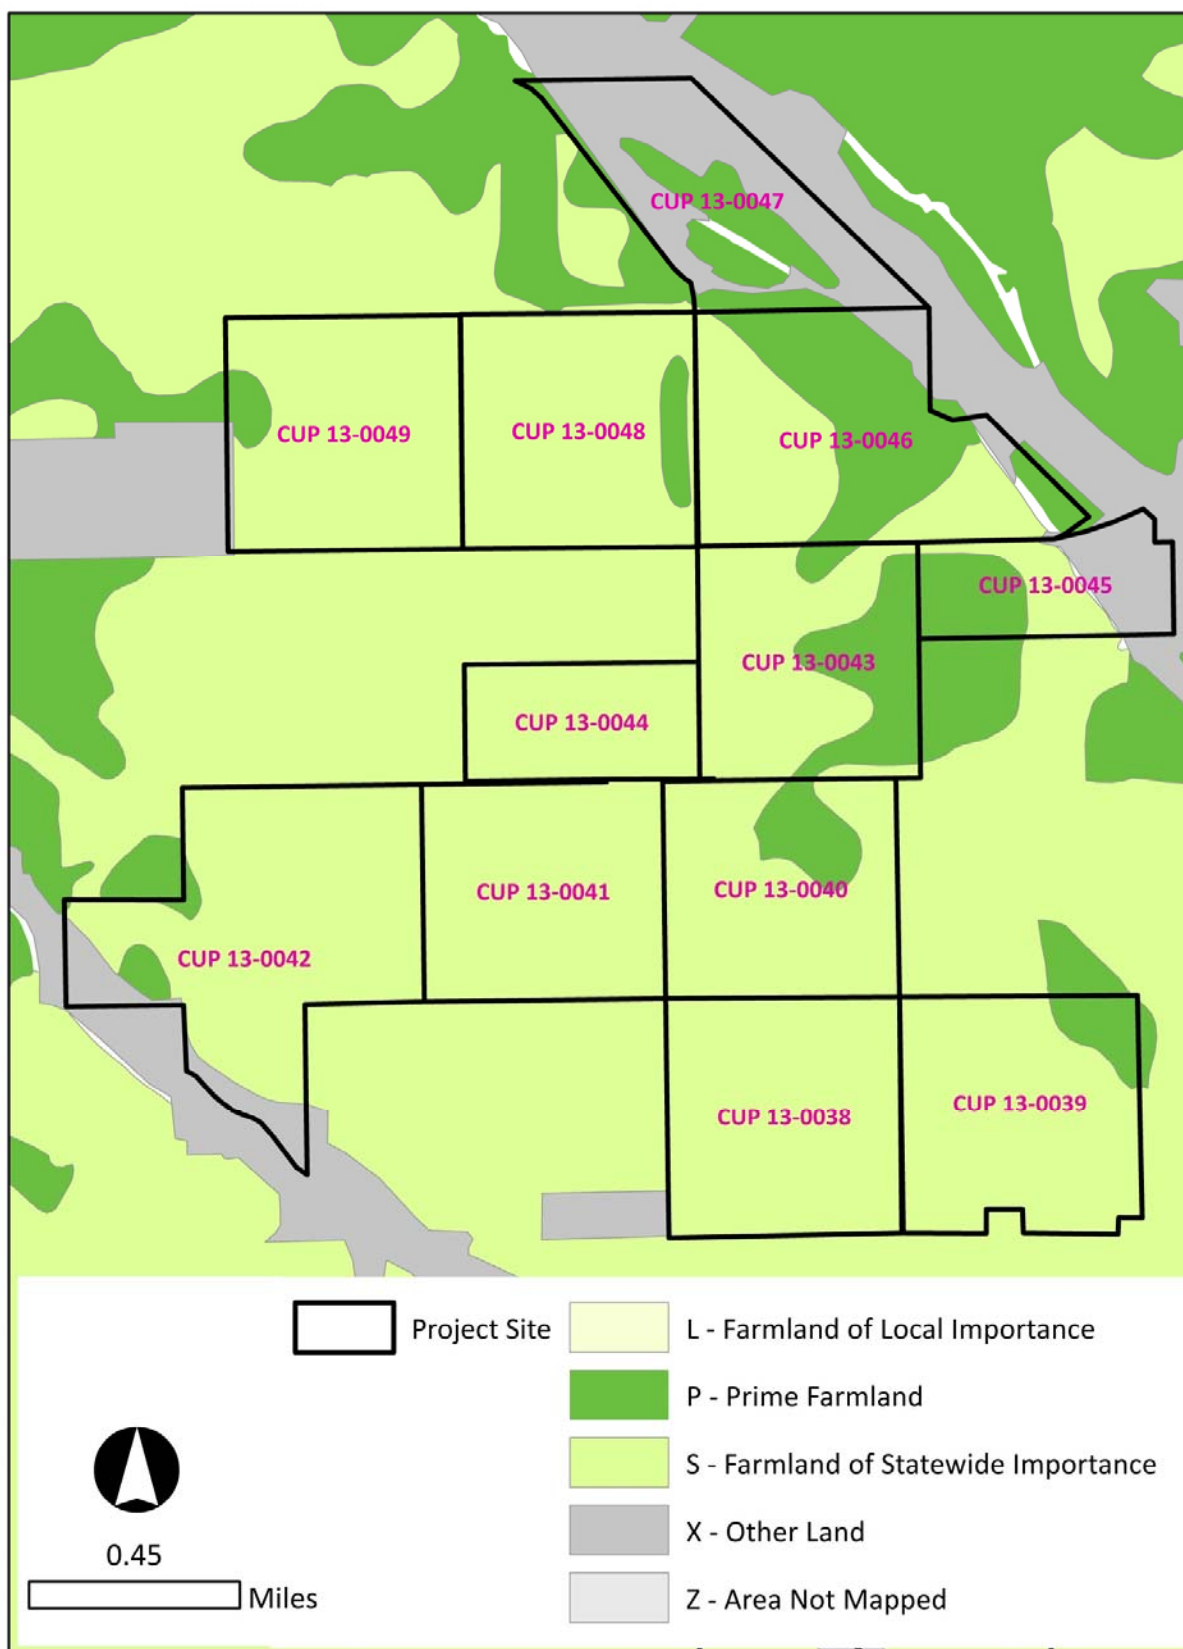 CUP 13-0047
CUP 13-0049
CUP 13-0048
CUP 13-0046
CUP 13-0045
CUP 13-0043
CUP 13-0044
CUP 13-0041
CUP 13-0040
CUP 13-0042
CUP 13-0038
CUP 13-0039
Project Site
L - Farmland of Local Importance
P - Prime Farmland
S - Farmland of Statewide Importance
X - Other Land
Z - Area Not Mapped
0.45
Miles